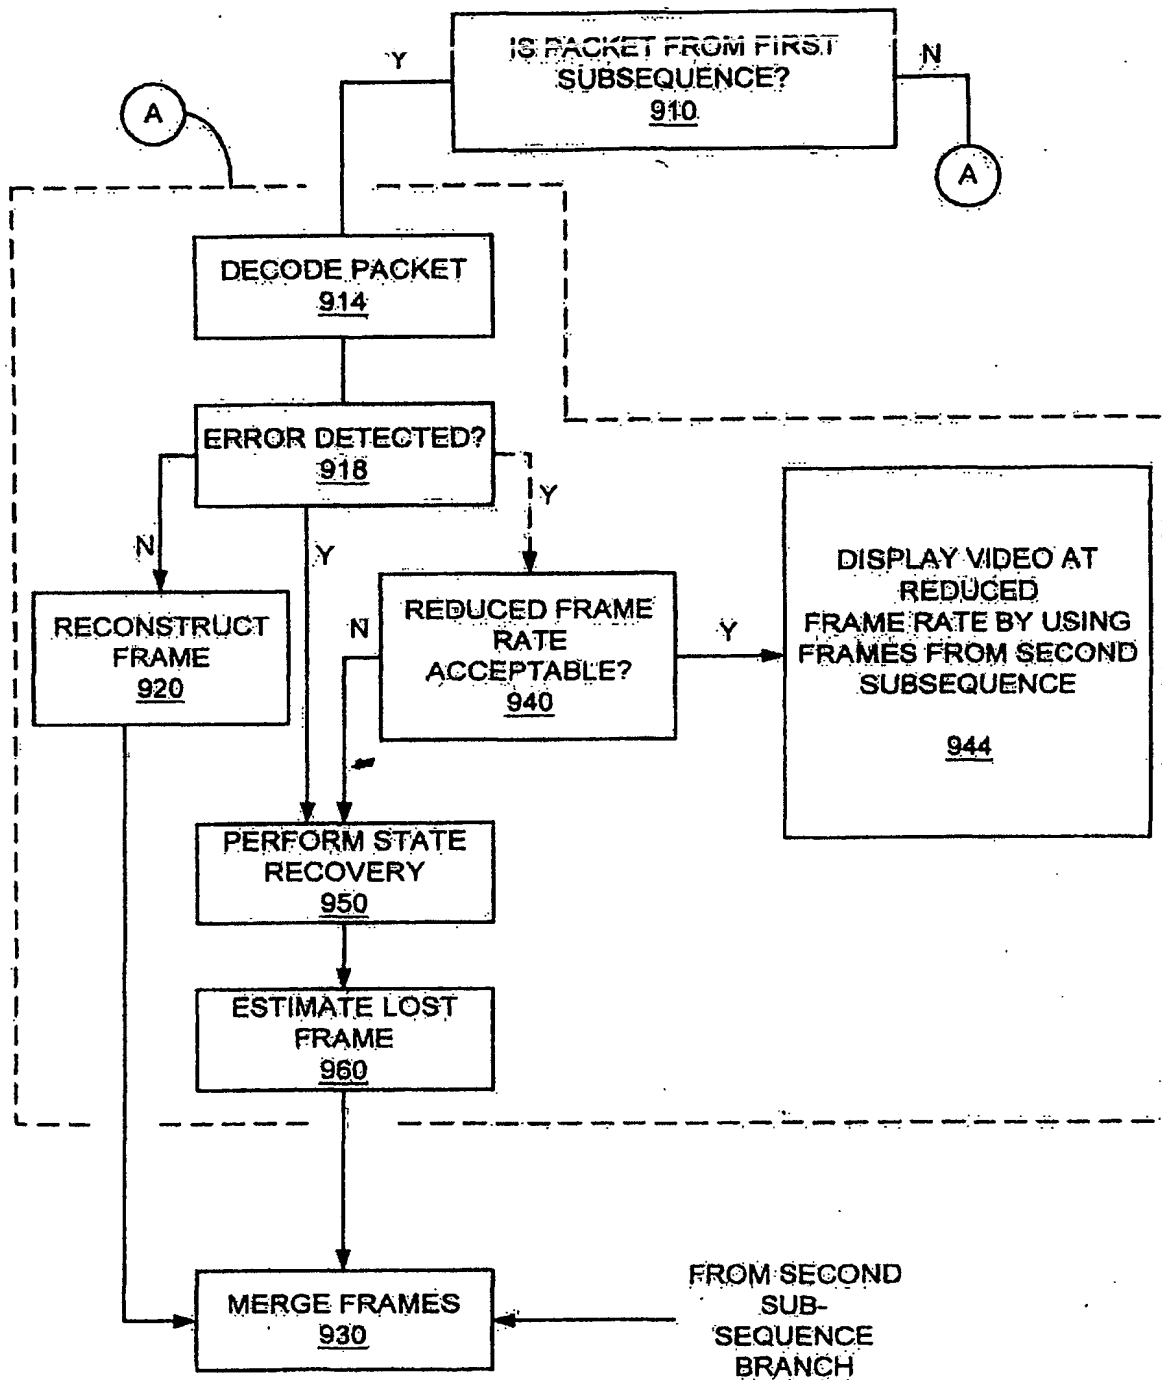 IS PACKET FROM FIRST
SUBSEQUENCE?
910
Y
N
A
A
DECODE PACKET
914
ERROR DETECTED?
918
N
Y
Y
RECONSTRUCT
FRAME
920
REDUCED FRAME
RATE
ACCEPTABLE?
940
N
Y
DISPLAY VIDEO AT
REDUCED
FRAME RATE BY USING
FRAMES FROM SECOND
SUBSEQUENCE
944
PERFORM STATE
RECOVERY
950
ESTIMATE LOST
FRAME
960
MERGE FRAMES
930
FROM SECOND
SUB-
SEQUENCE
BRANCH